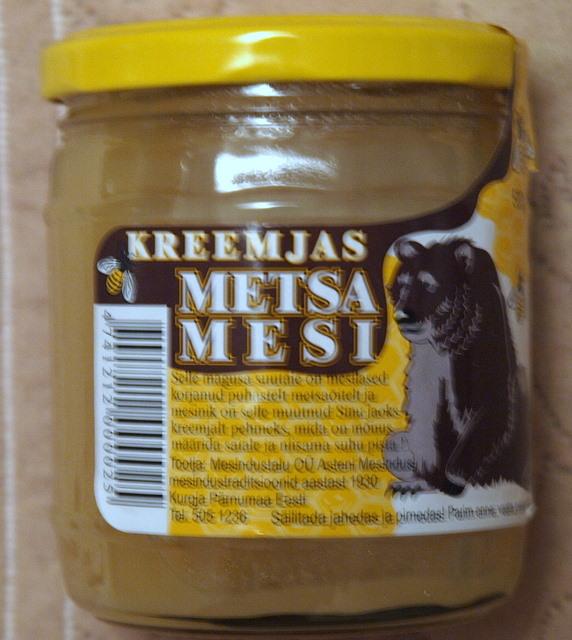 KREEMJAS
METSA
MESI
Selle magusa suutäie on mesilased
korjanud puhastelt metsaõitelt ja
mesinik on selle muutnud Sinu jaoks
kreemjalt pehmeks, mida on mõnus
määrida saiale ja niisama suhu pista!
Tootja: Mesindustalu OÜ Asteni Mesindus
mesindustraditsioonid aastast 1930
Kurgja Pärnumaa Eesti
Tel. 505 1236 Säilitada jahedas ja pimedas! Parim enne:
4741212000025